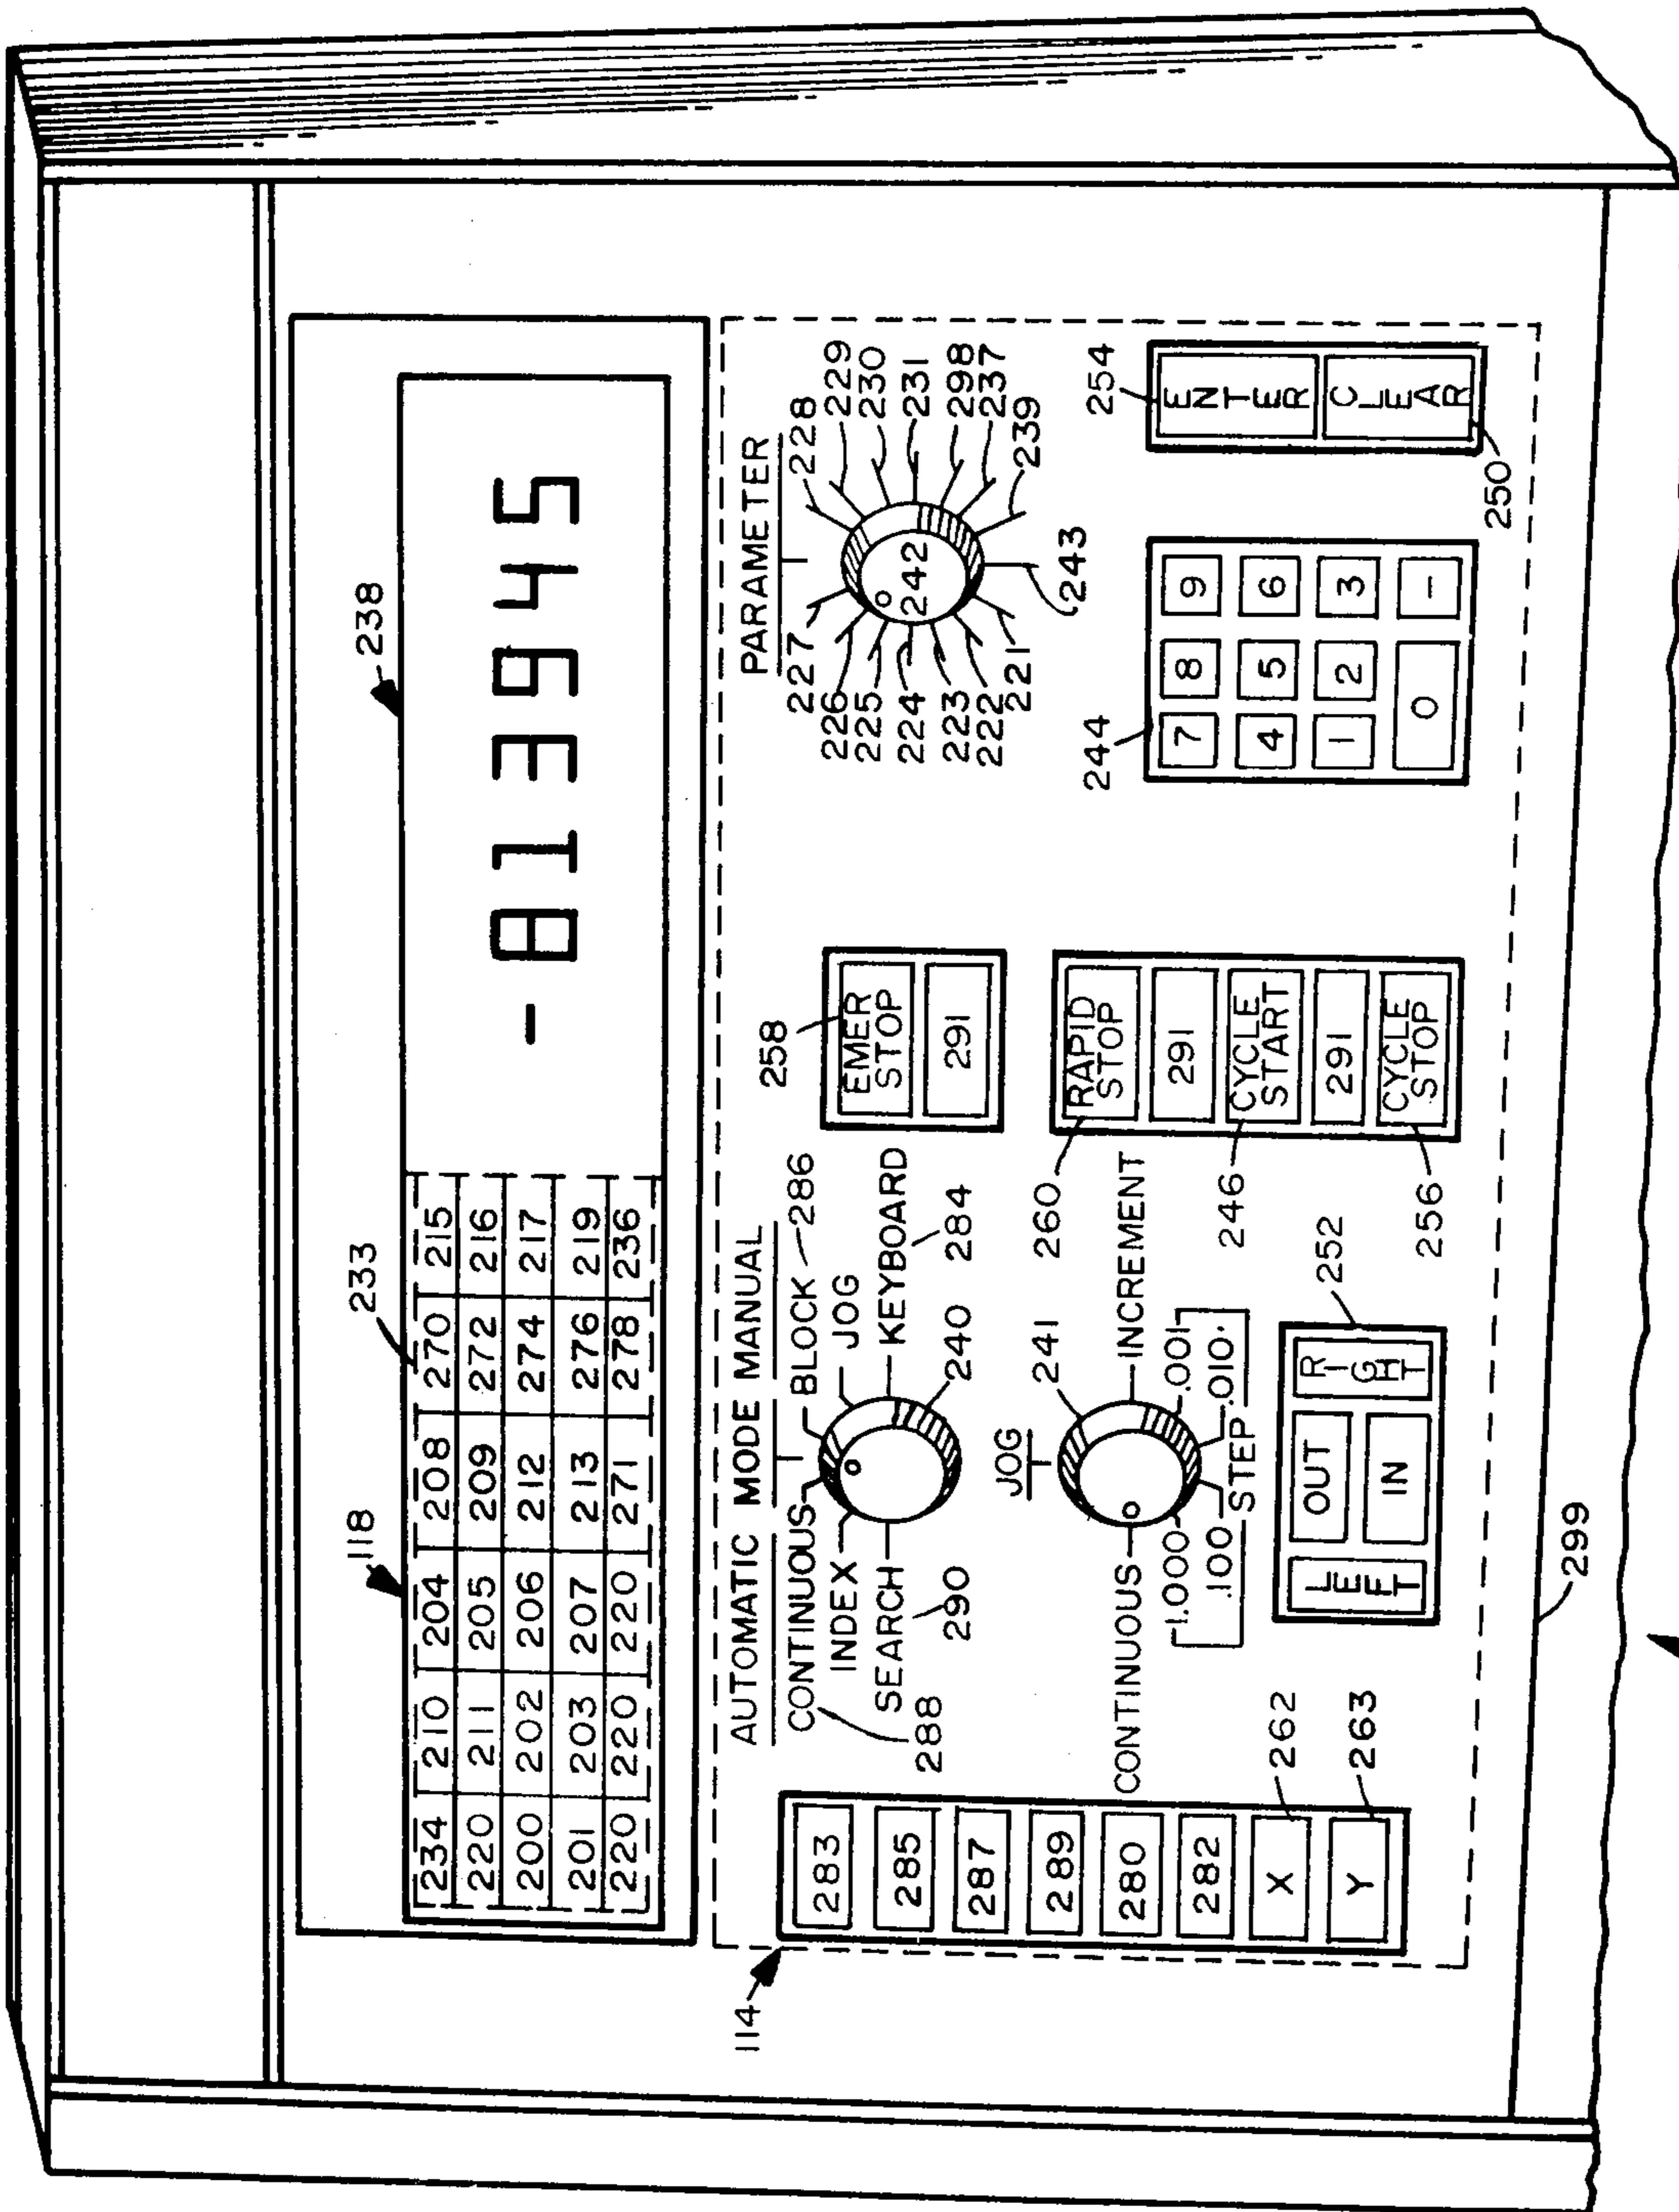 118
233
238
234 210 204 208 270 215
220 211 205 209 272 216
200 202 206 212 274 217
201 203 207 213 276 219
220 220 220 271 278 236
-813945
114
283
285
287
289
280
282
X
Y
262
263
AUTOMATIC MODE MANUAL
CONTINUOUS
BLOCK
286
INDEX
JOG
SEARCH
KEYBOARD
288
290
240
284
JOG
241
CONTINUOUS
INCREMENT
1.000
.001
.100
.010
STEP
252
LEFT
OUT
IN
RIGHT
258
EMER STOP
291
260
RAPID STOP
291
246
CYCLE START
291
256
CYCLE STOP
PARAMETER
227
228
226
229
225
230
224
242
231
223
298
222
237
221
239
243
244
7 8 9
4 5 6
1 2 3
0 -
254
ENTER
CLEAR
250
299